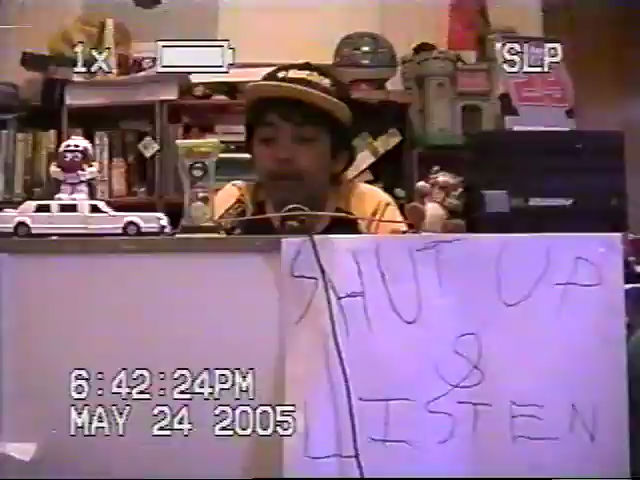 1x SLP
SHUT UP
&
LISTEN
6:42:24PM
MAY 24 2005